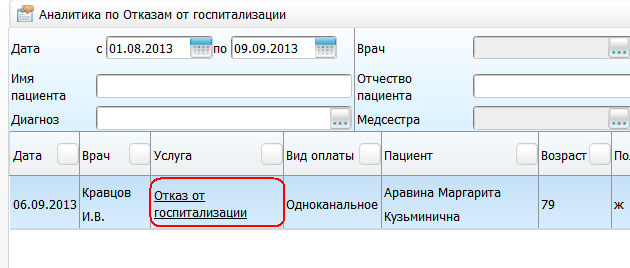 Аналитика по Отказам от госпитализации
Дата с 01.08.2013 по 09.09.2013 Врач ...
Имя пациента Отчество пациента
Диагноз ... Медсестра ...
Дата Врач Услуга Вид оплаты Пациент Возраст По
06.09.2013 Кравцов И.В. Отказ от госпитализации Одноканальное Аравина Маргарита Кузьминична 79 ж